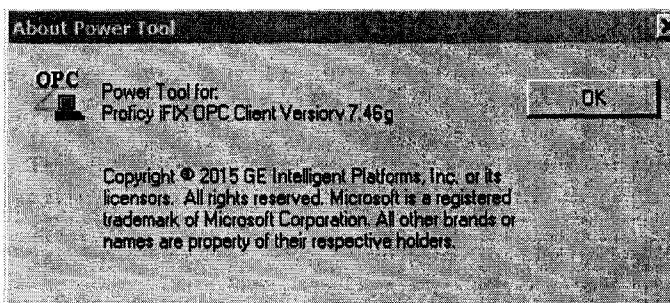 About Power Tool
OPC
Power Tool for:
Proficy iFIX OPC Client Versionv 7.46g
OK
Copyright © 2015 GE Intelligent Platforms, Inc. or its
licensors. All rights reserved. Microsoft is a registered
trademark of Microsoft Corporation. All other brands or
names are property of their respective holders.